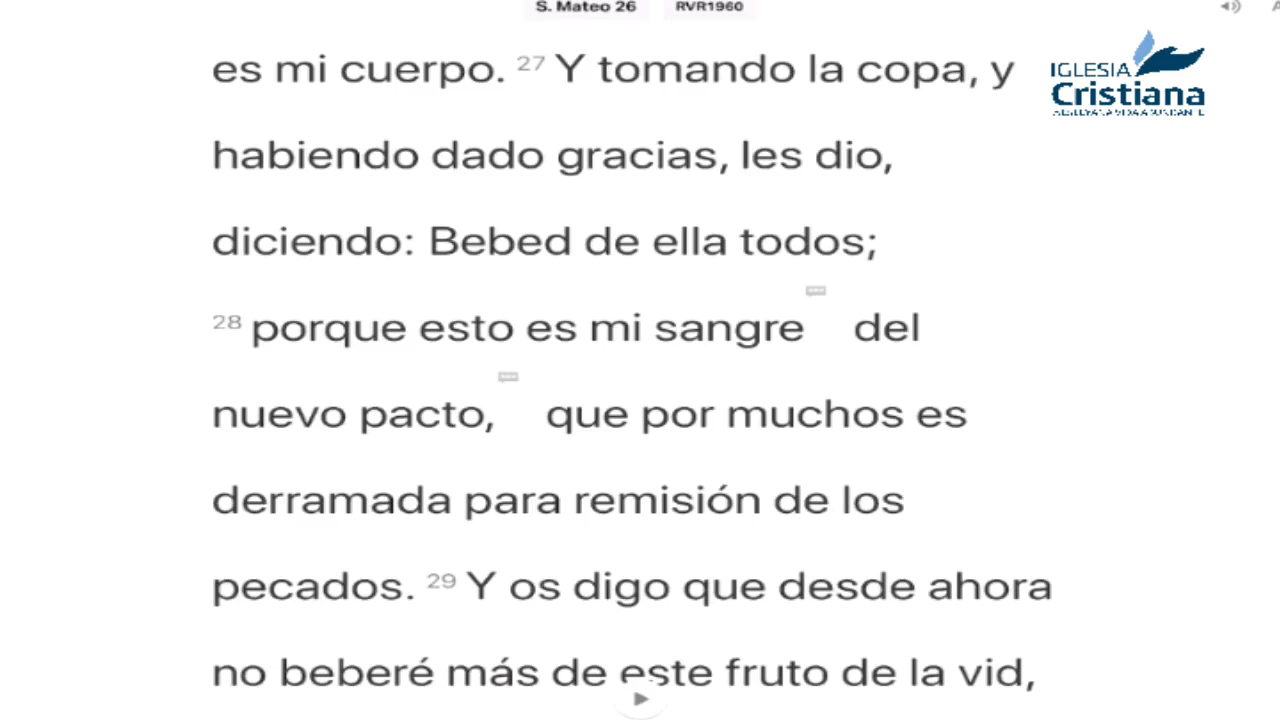 S. Mateo 26 RVR1960
es mi cuerpo. 27 Y tomando la copa, y
IGLESIA
Cristiana
habiendo dado gracias, les dio,
diciendo: Bebed de ella todos;
28 porque esto es mi sangre del
nuevo pacto, que por muchos es
derramada para remisión de los
pecados. 29 Y os digo que desde ahora
no beberé más de este fruto de la vid,